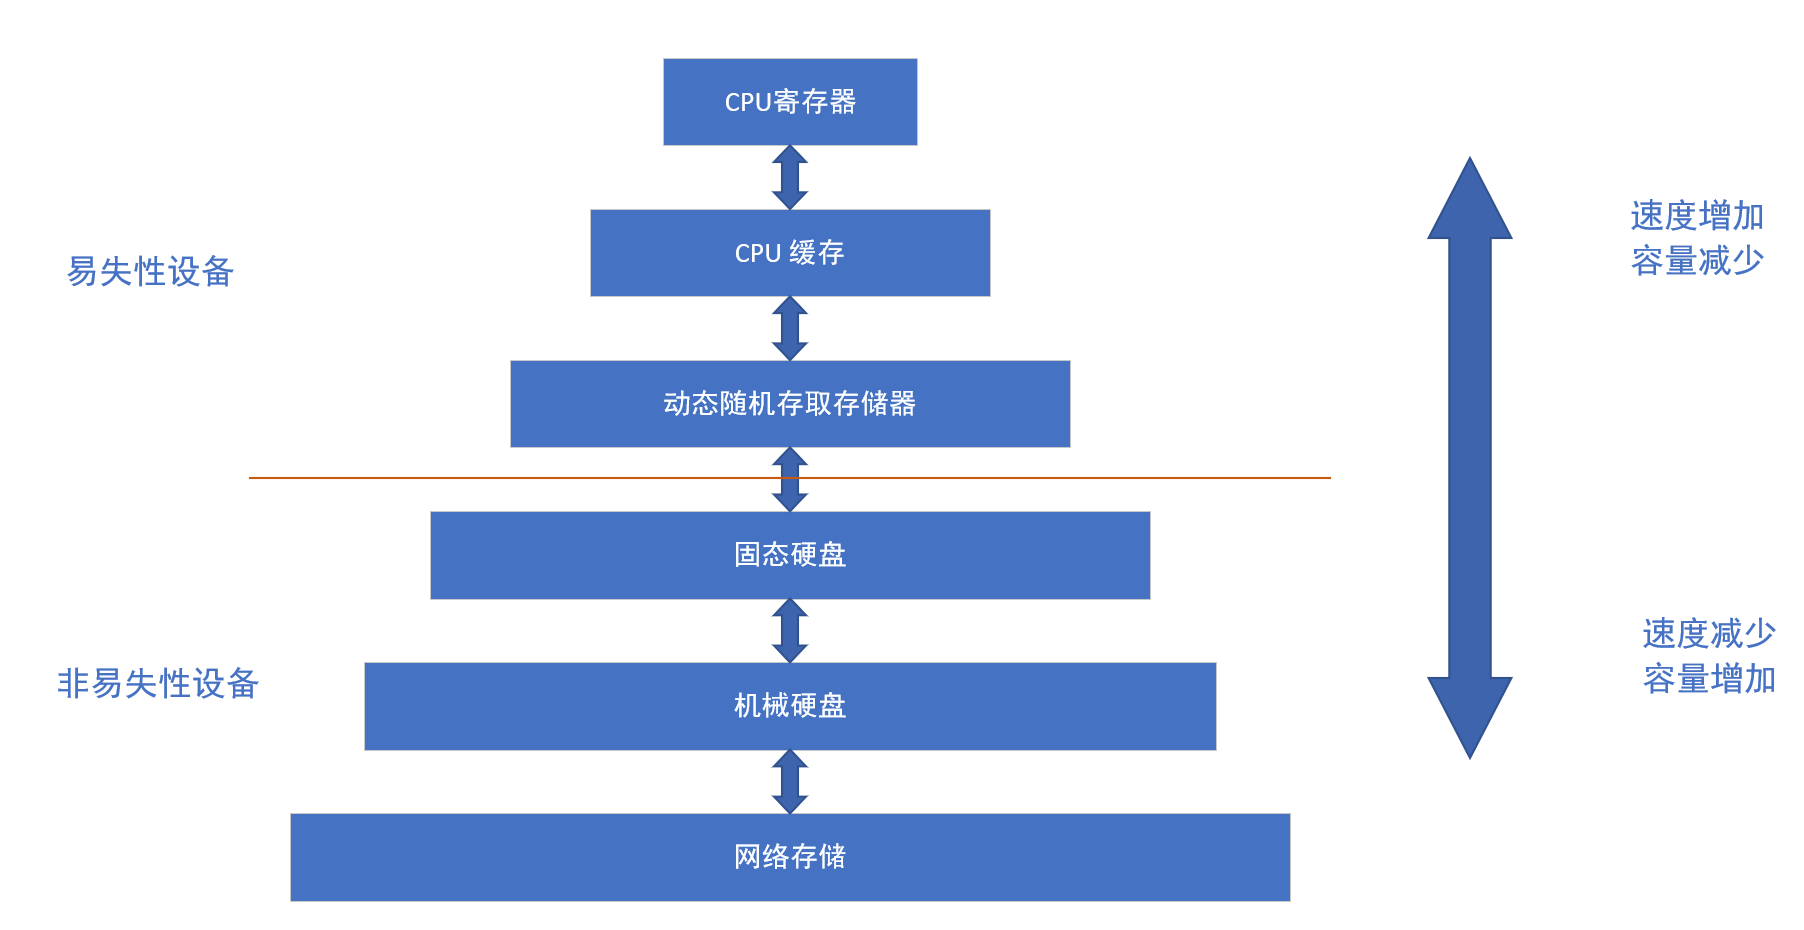 CPU寄存器
速度增加
容量减少
CPU 缓存
易失性设备
动态随机存取存储器
固态硬盘
速度减少
容量增加
非易失性设备
机械硬盘
网络存储